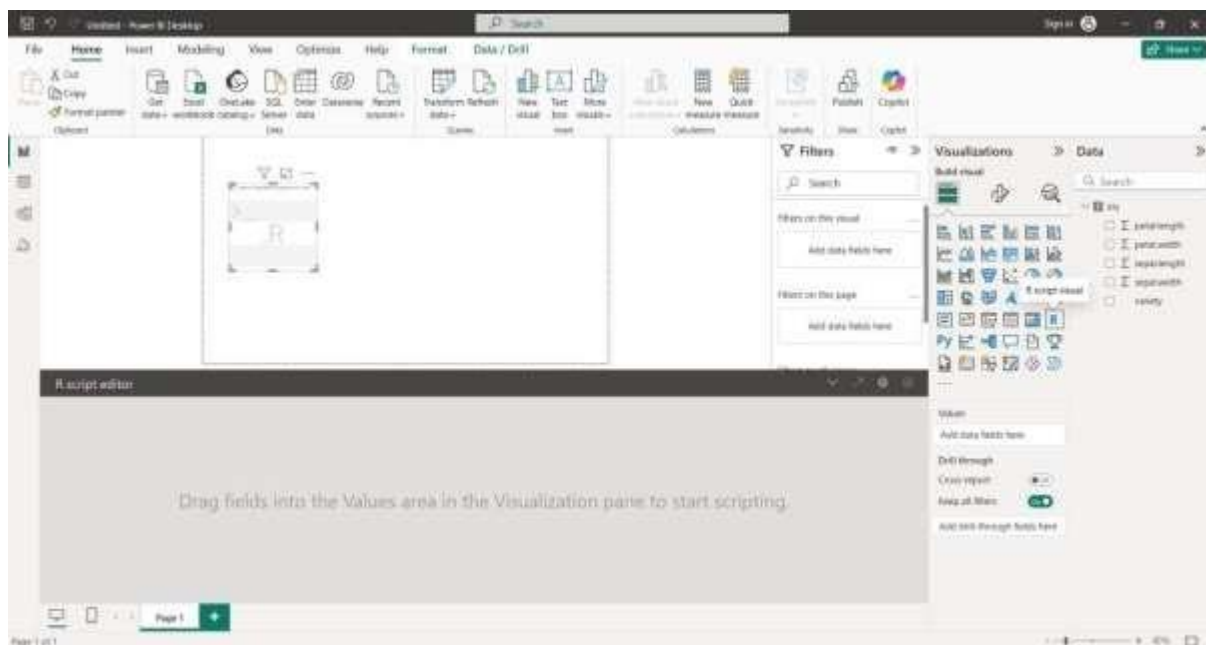 Untitled - Power BI Desktop
Search
Sign in
File Home Insert Modeling View Optimize Help Format Data / Drill
Share
Cut
Copy
Format painter
Clipboard
Get data
Excel workbook
OneLake catalog
SQL Server
Enter data
Dataverse
Recent sources
Data
Transform data
Refresh
Queries
New visual
Text box
More visuals
Insert
New measure
Quick measure
Calculations
Sensitivity
Publish
Share
Copilot
Copilot
R
Filters
Search
Filters on this visual
Add data fields here
Filters on this page
Add data fields here
Visualizations
Build visual
R script visual
R
Py
Values
Add data fields here
Drill through
Cross-report
Keep all filters
On
Add drill-through fields here
Data
Search
petal.length
petal.width
sepal.length
sepal.width
variety
R script editor
Drag fields into the Values area in the Visualization pane to start scripting.
Page 1
Page 1 of 1